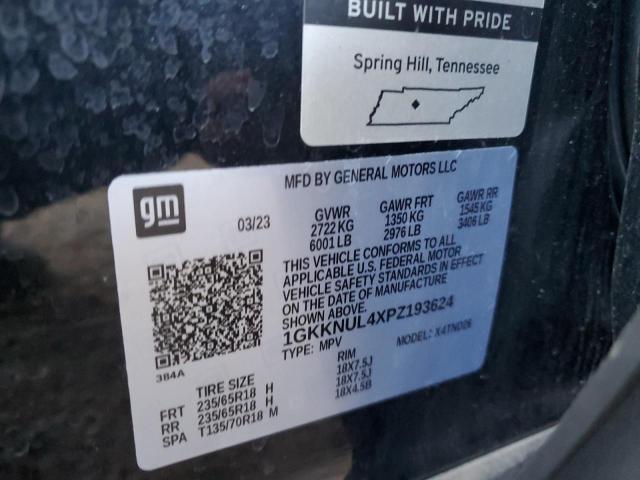 BUILT WITH PRIDE
Spring Hill, Tennessee
gm
MFD BY GENERAL MOTORS LLC
03/23
GVWR GAWR FRT GAWR RR
2722 KG 1350 KG 1545 KG
6001 LB 2976 LB 3406 LB
THIS VEHICLE CONFORMS TO ALL
APPLICABLE U.S. FEDERAL MOTOR
VEHICLE SAFETY STANDARDS IN EFFECT
ON THE DATE OF MANUFACTURE
SHOWN ABOVE.
1GKKNUL4XPZ193624
TYPE: MPV MODEL: X4TND26
384A
TIRE SIZE RIM
FRT 235/65R18 H 18X7.5J
RR 235/65R18 H 18X7.5J
SPA T135/70R18 M 18X4.5B